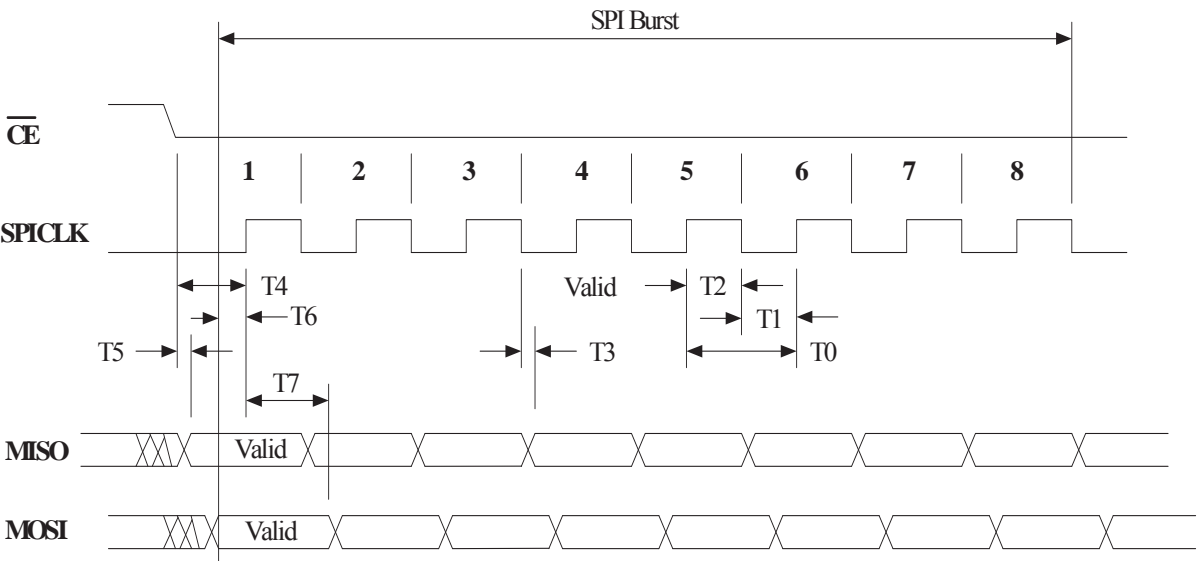 SPI Burst
CE
1 2 3 4 5 6 7 8
SPICLK
T4 Valid T2
T6 T1
T5 T3 T0
T7
MISO Valid
MOSI Valid